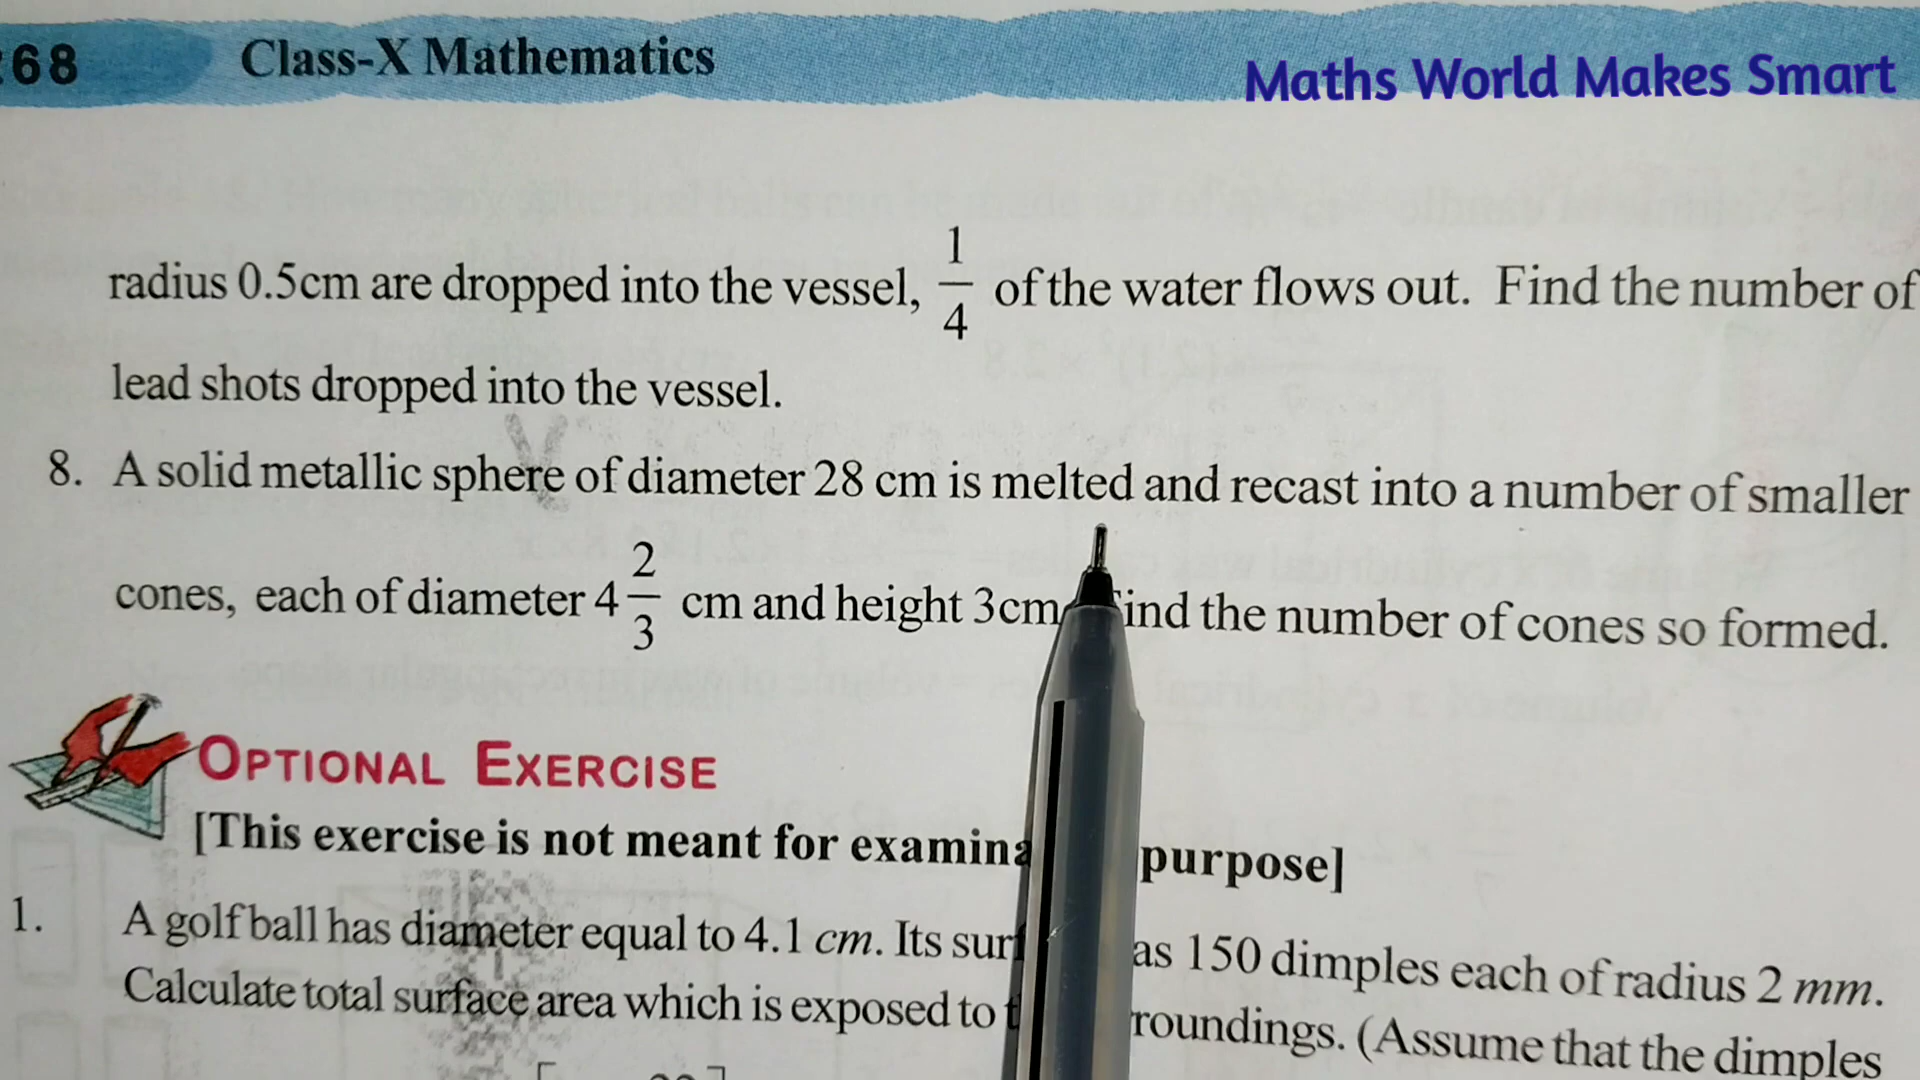 68 Class-X Mathematics
Maths World Makes Smart
radius 0.5cm are dropped into the vessel, 1/4 of the water flows out. Find the number of
lead shots dropped into the vessel.
8. A solid metallic sphere of diameter 28 cm is melted and recast into a number of smaller
cones, each of diameter 4 2/3 cm and height 3cm ind the number of cones so formed.
OPTIONAL EXERCISE
[This exercise is not meant for examina purpose]
1. A golf ball has diameter equal to 4.1 cm. Its surf as 150 dimples each of radius 2 mm.
Calculate total surface area which is exposed to t roundings. (Assume that the dimples